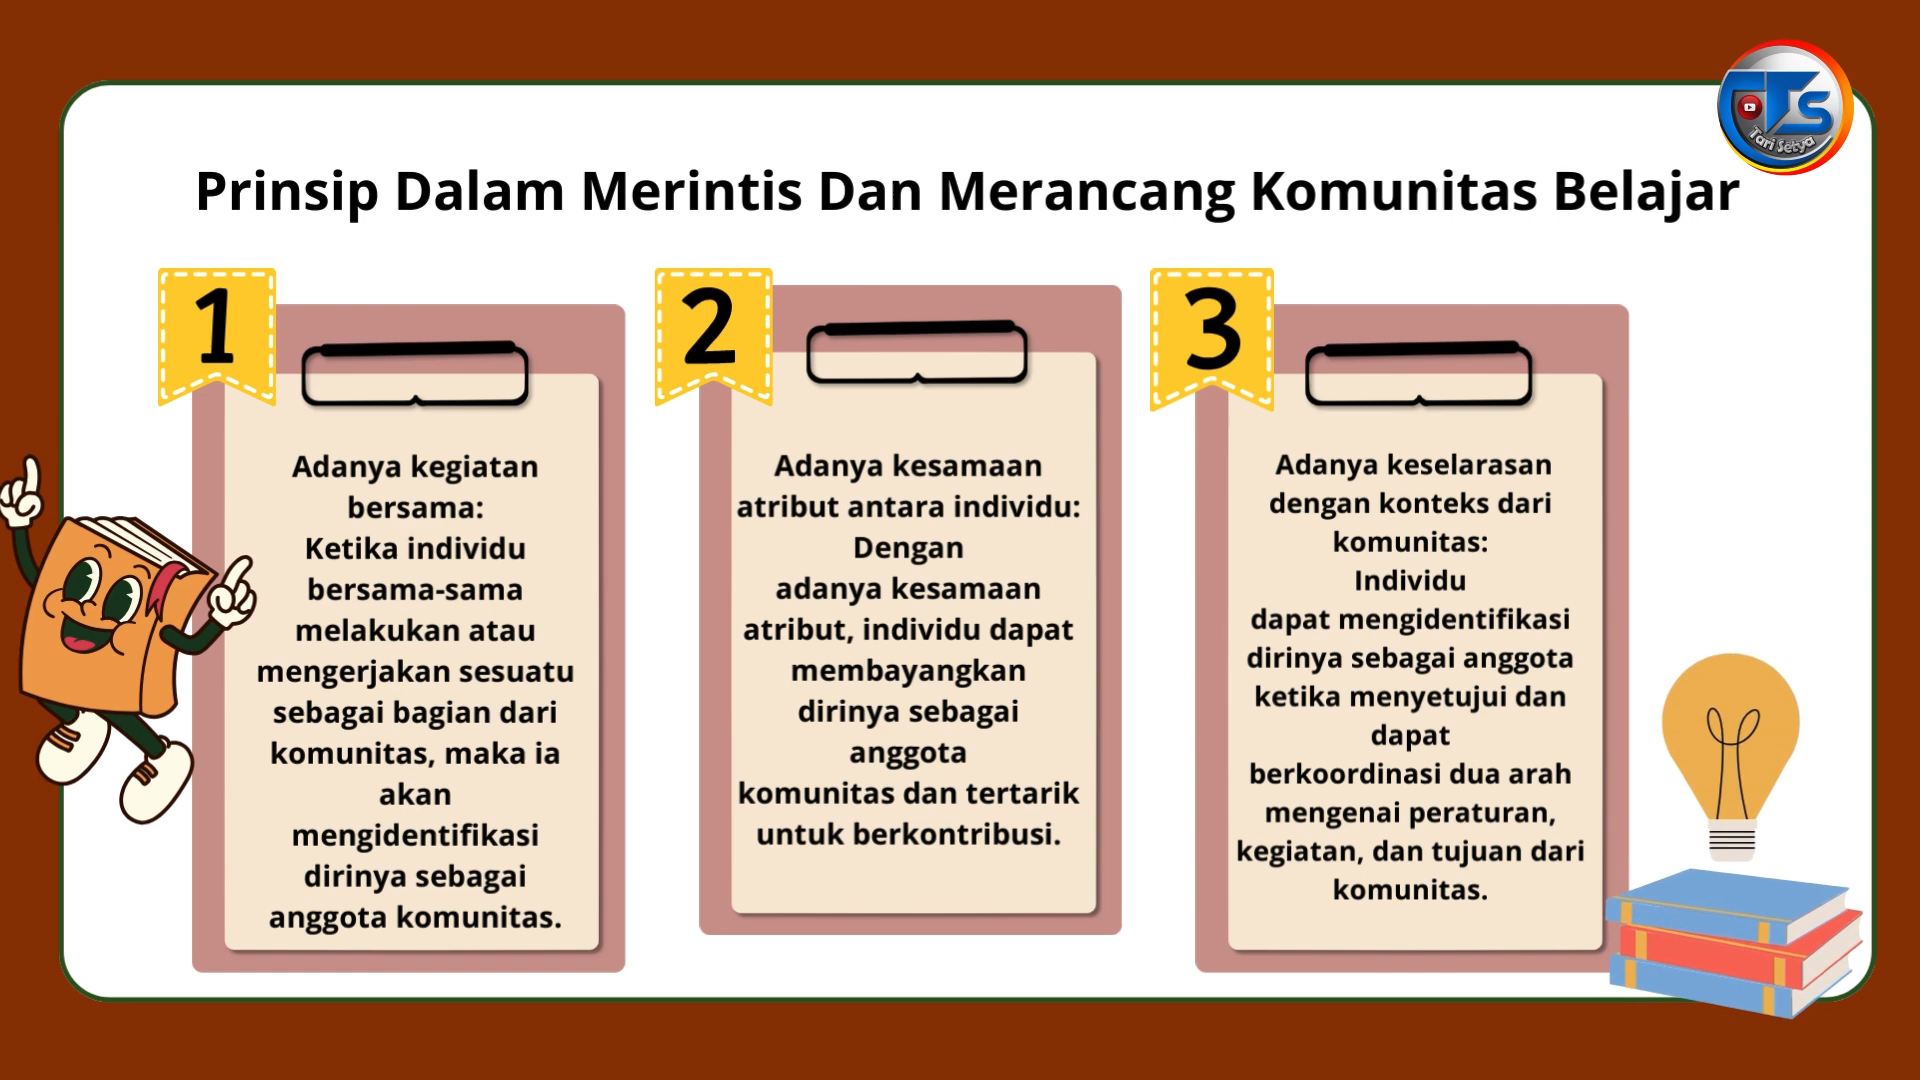 Tari Setya
Prinsip Dalam Merintis Dan Merancang Komunitas Belajar
1
Adanya kegiatan
bersama:
Ketika individu
bersama-sama
melakukan atau
mengerjakan sesuatu
sebagai bagian dari
komunitas, maka ia
akan
mengidentifikasi
dirinya sebagai
anggota komunitas.
2
Adanya kesamaan
atribut antara individu:
Dengan
adanya kesamaan
atribut, individu dapat
membayangkan
dirinya sebagai
anggota
komunitas dan tertarik
untuk berkontribusi.
3
Adanya keselarasan
dengan konteks dari
komunitas:
Individu
dapat mengidentifikasi
dirinya sebagai anggota
ketika menyetujui dan
dapat
berkoordinasi dua arah
mengenai peraturan,
kegiatan, dan tujuan dari
komunitas.